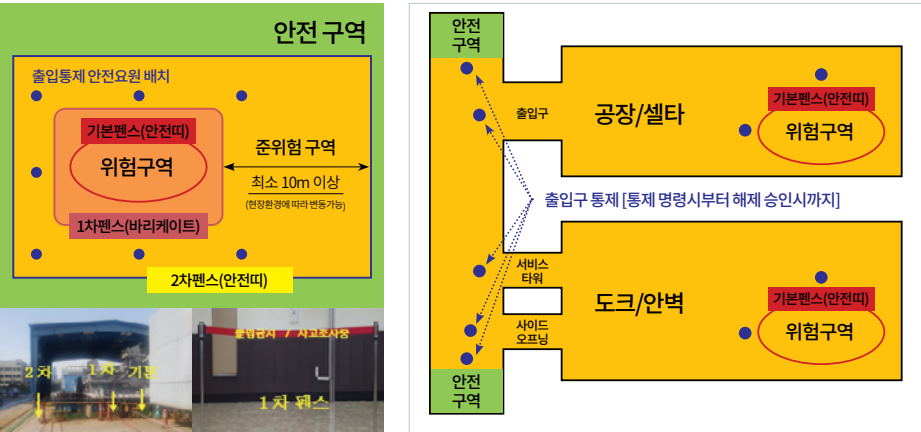 안전 구역
출입통제 안전요원 배치
기본펜스(안전띠)
위험구역
준위험 구역
최소 10m 이상
(현장환경에 따라 변동가능)
1차펜스(바리케이트)
2차펜스(안전띠)
2차
1차
기본
출입금지 / 사고조사중
1차 펜스
안전
구역
출입구
공장/셸타
기본펜스(안전띠)
위험구역
출입구 통제 [통제 명령시부터 해제 승인시까지]
서비스
타워
도크/안벽
기본펜스(안전띠)
위험구역
사이드
오프닝
안전
구역